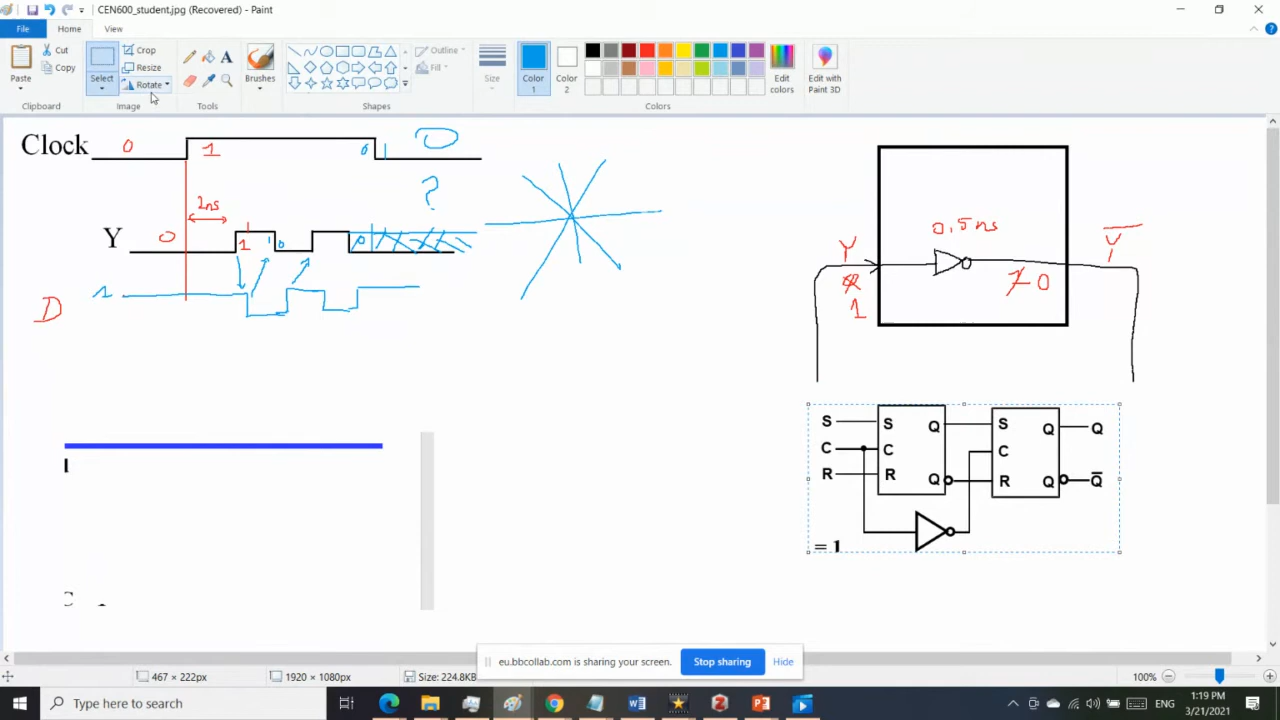 CEN600_student.jpg (Recovered) - Paint
File Home View
Paste
Cut
Copy
Clipboard
Select
Crop
Resize
Rotate
Image
Tools
Brushes
Shapes
Outline
Fill
Size
Color 1
Color 2
Colors
Edit colors
Edit with Paint 3D
Clock 0 1 0 1 0
?
2ns
Y 0 1 1 0 0
D 1
0,5ns
Y Y
0
1
S S Q S Q Q
C C C
R R Q R Q Q
= 1
eu.bbcollab.com is sharing your screen. Stop sharing Hide
467 × 222px 1920 × 1080px Size: 224.8KB 100%
Type here to search
ENG
1:19 PM
3/21/2021